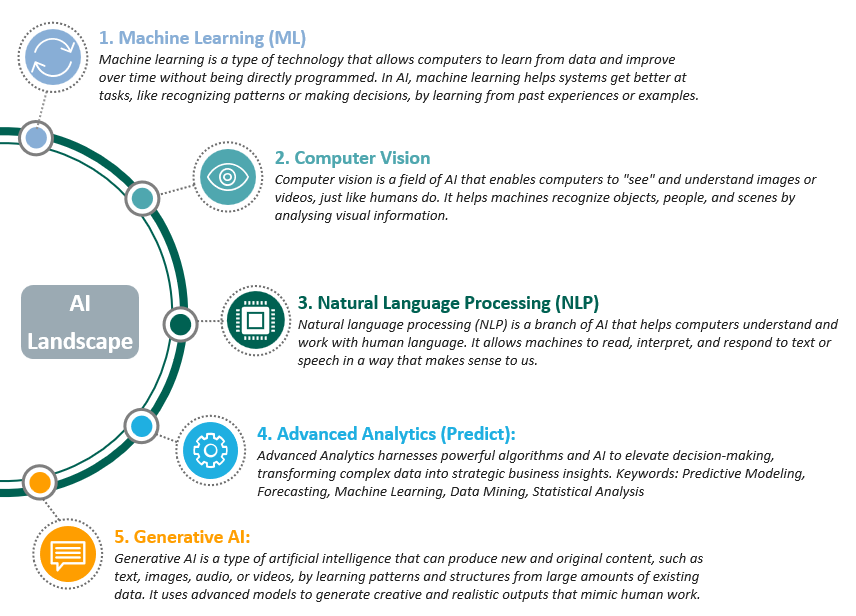 1. Machine Learning (ML)
Machine learning is a type of technology that allows computers to learn from data and improve
over time without being directly programmed. In AI, machine learning helps systems get better at
tasks, like recognizing patterns or making decisions, by learning from past experiences or examples.
2. Computer Vision
Computer vision is a field of AI that enables computers to "see" and understand images or
videos, just like humans do. It helps machines recognize objects, people, and scenes by
analysing visual information.
AI
Landscape
3. Natural Language Processing (NLP)
Natural language processing (NLP) is a branch of AI that helps computers understand and
work with human language. It allows machines to read, interpret, and respond to text or
speech in a way that makes sense to us.
4. Advanced Analytics (Predict):
Advanced Analytics harnesses powerful algorithms and AI to elevate decision-making,
transforming complex data into strategic business insights. Keywords: Predictive Modeling,
Forecasting, Machine Learning, Data Mining, Statistical Analysis
5. Generative AI:
Generative AI is a type of artificial intelligence that can produce new and original content, such as
text, images, audio, or videos, by learning patterns and structures from large amounts of existing
data. It uses advanced models to generate creative and realistic outputs that mimic human work.